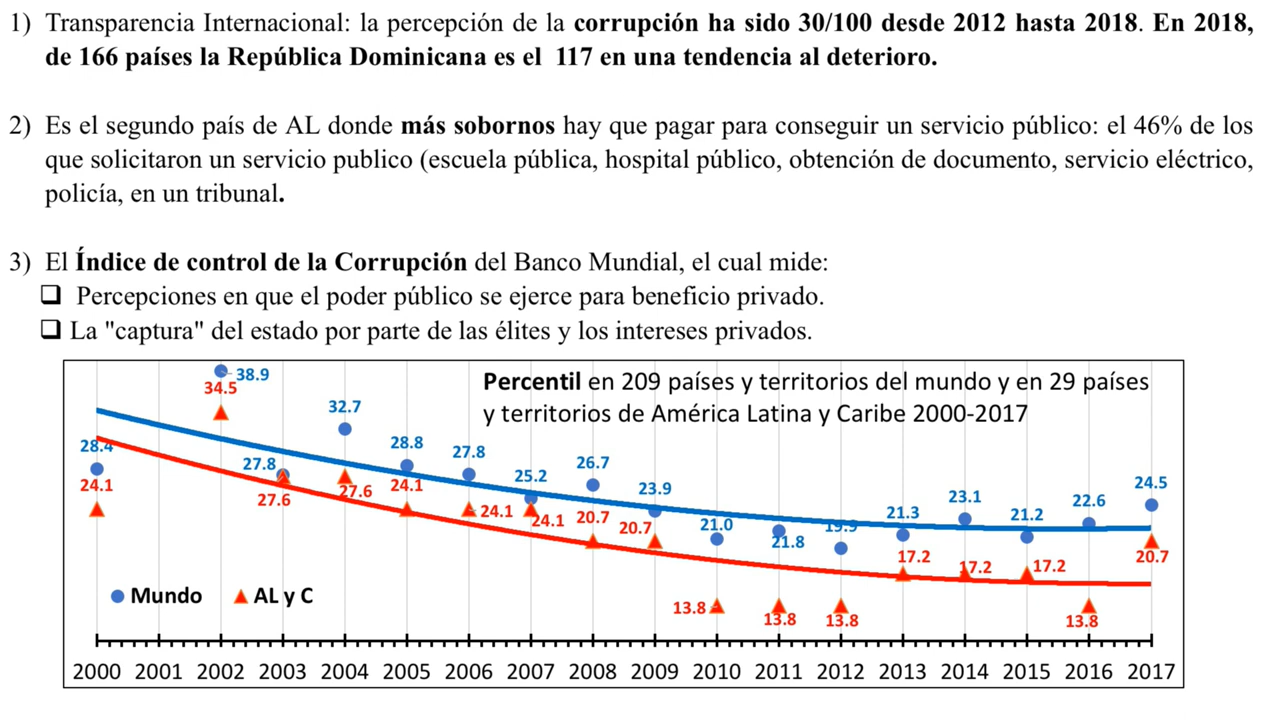 1) Transparencia Internacional: la percepción de la corrupción ha sido 30/100 desde 2012 hasta 2018. En 2018,
de 166 países la República Dominicana es el 117 en una tendencia al deterioro.
2) Es el segundo país de AL donde más sobornos hay que pagar para conseguir un servicio público: el 46% de los
que solicitaron un servicio publico (escuela pública, hospital público, obtención de documento, servicio eléctrico,
policía, en un tribunal.
3) El Índice de control de la Corrupción del Banco Mundial, el cual mide:
❑ Percepciones en que el poder público se ejerce para beneficio privado.
❑ La "captura" del estado por parte de las élites y los intereses privados.
Percentil en 209 países y territorios del mundo y en 29 países
y territorios de América Latina y Caribe 2000-2017
38.9
34.5
32.7
28.4
28.8
27.8
27.8
25.2
26.7
23.9
24.1
27.6
27.6
24.1
24.1
24.1
20.7
20.7
21.0
21.8
19.9
21.3
23.1
21.2
22.6
24.5
17.2
17.2
17.2
20.7
13.8
13.8
13.8
13.8
Mundo AL y C
2000 2001 2002 2003 2004 2005 2006 2007 2008 2009 2010 2011 2012 2013 2014 2015 2016 2017